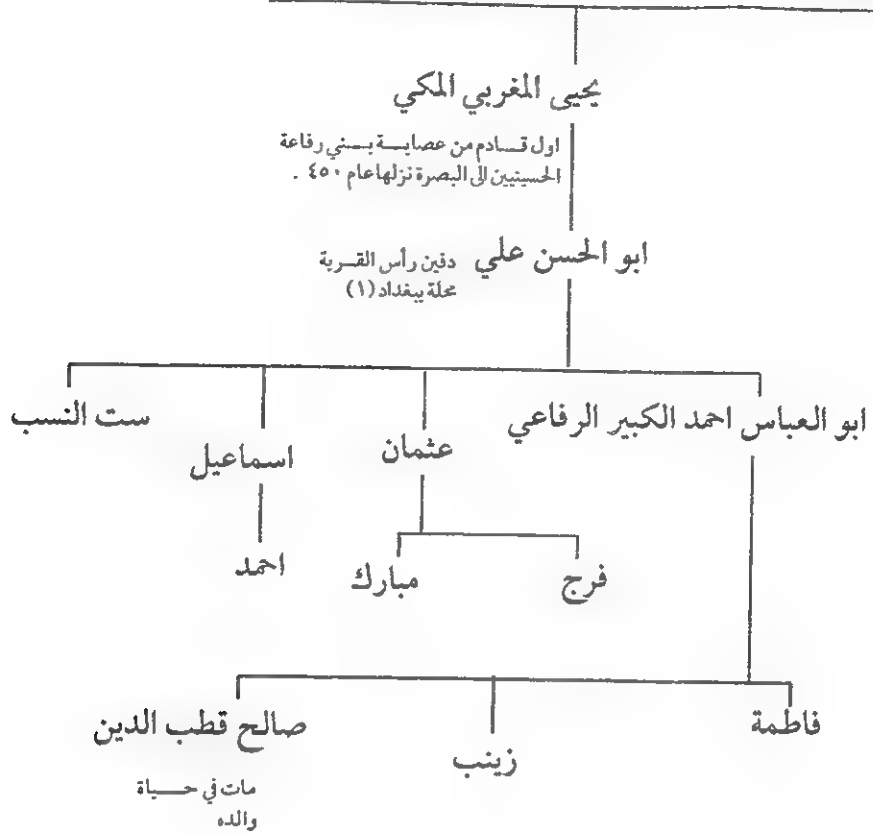 يحيى المغربي المكي
اول قادم من عصابة بني رفاعة
الحسينيين الى البصرة نزلها عام ٤٥٠ .
ابو الحسن علي
دفين رأس القرية
محلة ببغداد (١)
ابو العباس احمد الكبير الرفاعي
عثمان
اسماعيل
ست النسب
فرج
مبارك
احمد
فاطمة
زينب
صالح قطب الدين
مات في حياة
والده